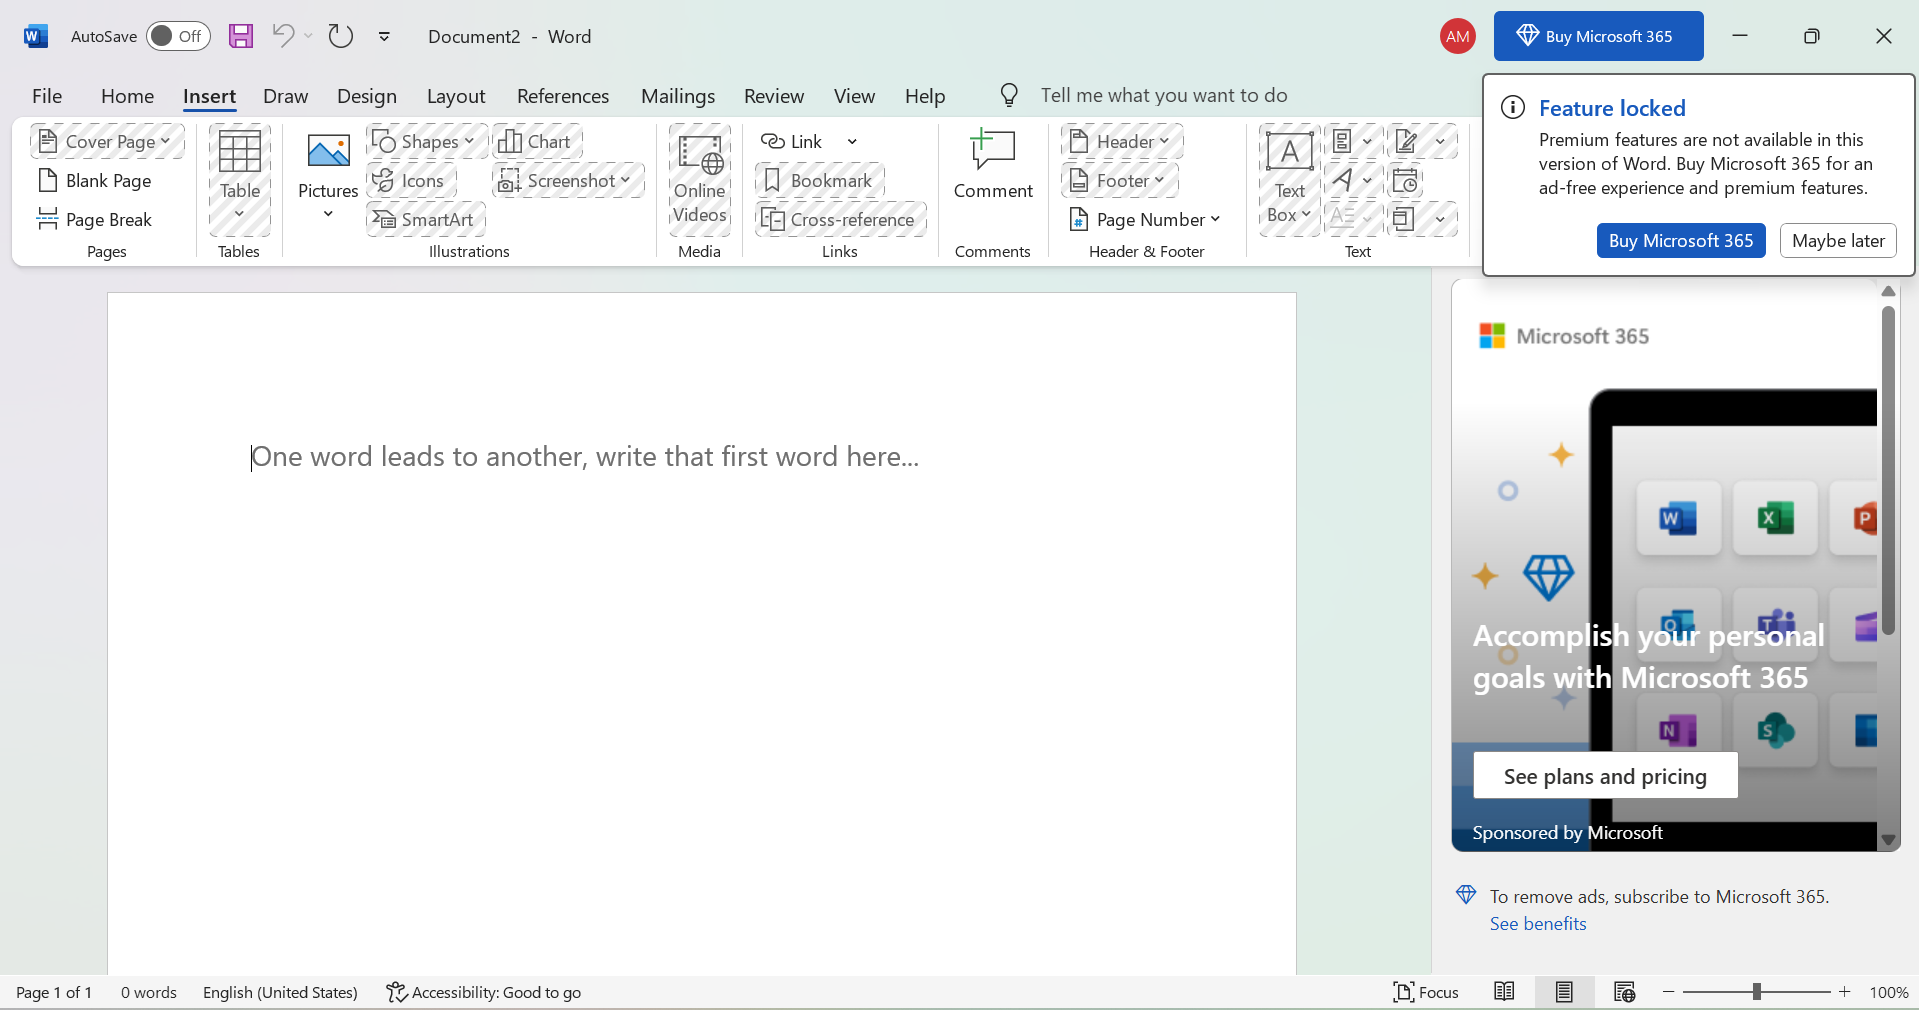 AutoSave Off Document2 - Word AM Buy Microsoft 365
File Home Insert Draw Design Layout References Mailings Review View Help Tell me what you want to do
Cover Page
Blank Page
Page Break
Pages
Table
Tables
Pictures
Shapes
Icons
SmartArt
Chart
Screenshot
Illustrations
Online
Videos
Media
Link
Bookmark
Cross-reference
Links
Comment
Comments
Header
Footer
Page Number
Header & Footer
Text
Box
Text
Feature locked
Premium features are not available in this
version of Word. Buy Microsoft 365 for an
ad-free experience and premium features.
Buy Microsoft 365 Maybe later
One word leads to another, write that first word here...
Microsoft 365
Accomplish your personal
goals with Microsoft 365
See plans and pricing
Sponsored by Microsoft
To remove ads, subscribe to Microsoft 365.
See benefits
Page 1 of 1 0 words English (United States) Accessibility: Good to go Focus 100%